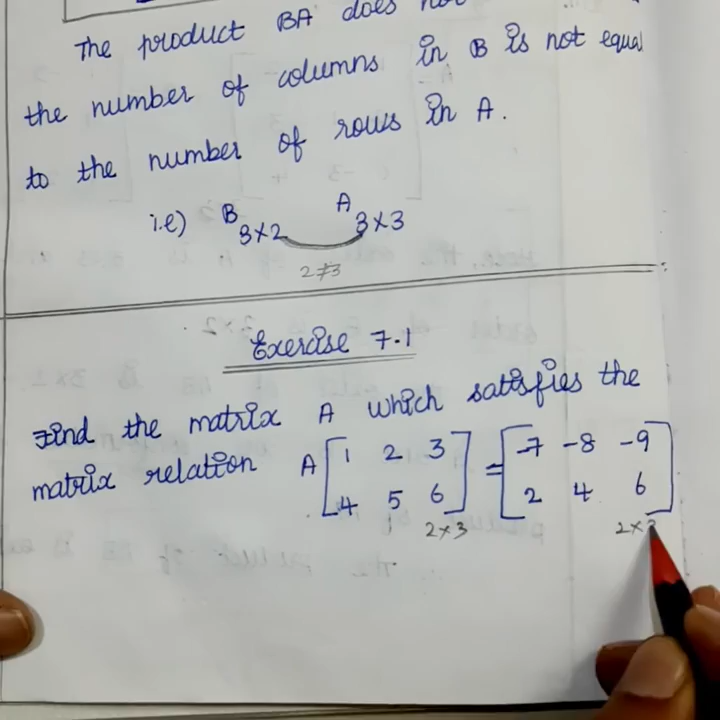 The product BA does
the number of columns in B is not equal
to the number of rows in A.
i.e) B 3×2 A 3×3
2≠3
Exercise 7.1
Find the matrix A which satisfies the
matrix relation A [1 2 3 = [-7 -8 -9
4 5 6] 2 4 6]
2×3 2×